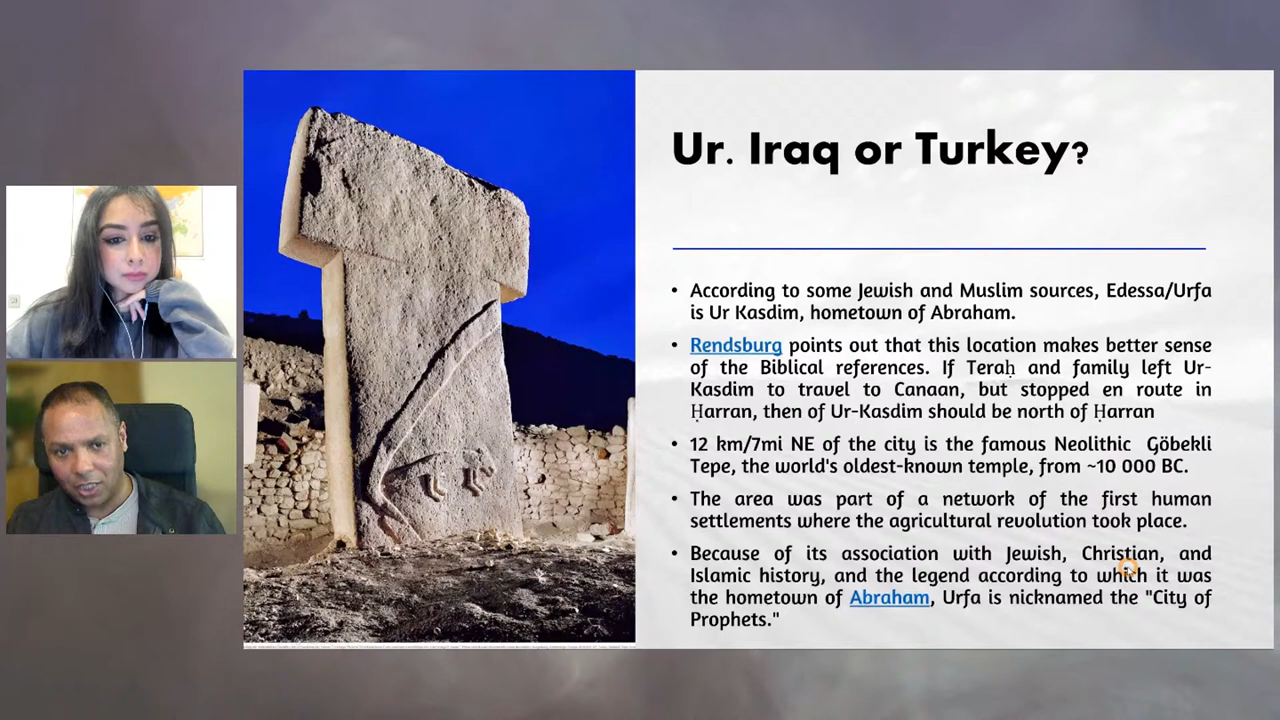 Ur. Iraq or Turkey?
• According to some Jewish and Muslim sources, Edessa/Urfa
is Ur Kasdim, hometown of Abraham.
• Rendsburg points out that this location makes better sense
of the Biblical references. If Teraḥ and family left Ur-
Kasdim to travel to Canaan, but stopped en route in
Ḥarran, then of Ur-Kasdim should be north of Ḥarran
• 12 km/7mi NE of the city is the famous Neolithic Göbekli
Tepe, the world's oldest-known temple, from ~10 000 BC.
• The area was part of a network of the first human
settlements where the agricultural revolution took place.
• Because of its association with Jewish, Christian, and
Islamic history, and the legend according to which it was
the hometown of Abraham, Urfa is nicknamed the "City of
Prophets."